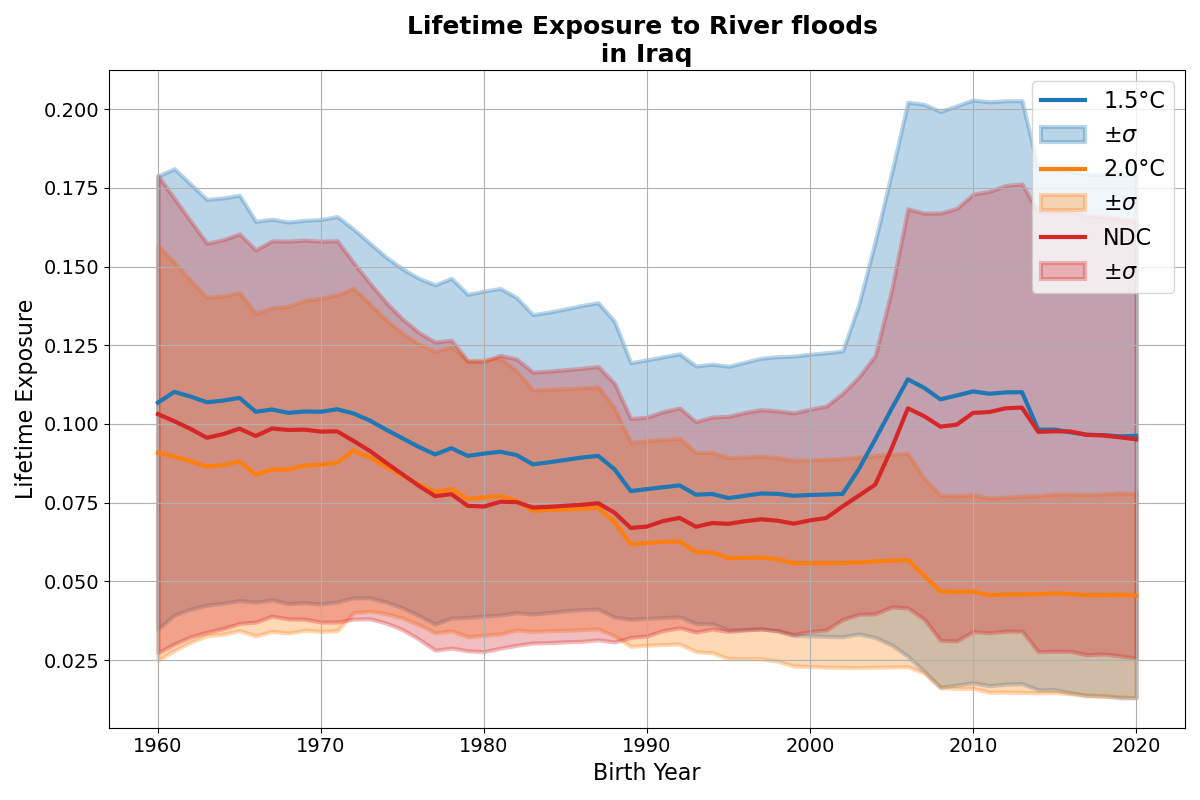 Lifetime Exposure to River floods
in Iraq
1.5°C
±σ
2.0°C
±σ
NDC
±σ
Lifetime Exposure
0.200
0.175
0.150
0.125
0.100
0.075
0.050
0.025
1960 1970 1980 1990 2000 2010 2020
Birth Year